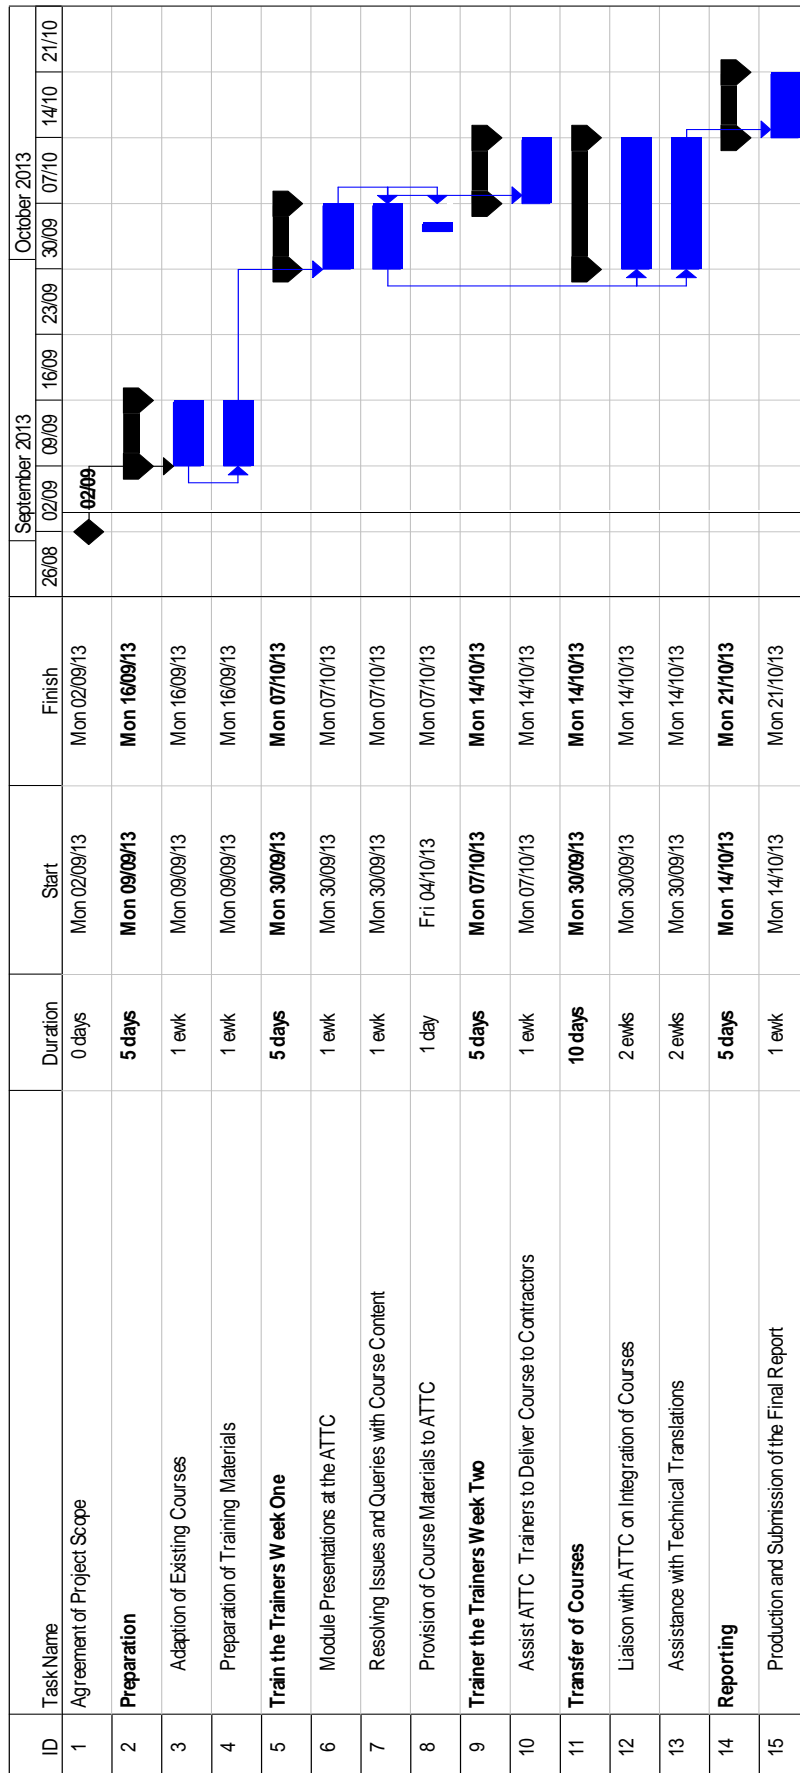 ID TaskName Duration Start Finish September 2013 October 2013
26/08 02/09 09/09 16/09 23/09 30/09 07/10 14/10 21/10
1 Agreement of Project Scope 0 days Mon 02/09/13 Mon 02/09/13 02/09
2 Preparation 5 days Mon 09/09/13 Mon 16/09/13
3 Adaption of Existing Courses 1 ewk Mon 09/09/13 Mon 16/09/13
4 Preparation of Training Materials 1 ewk Mon 09/09/13 Mon 16/09/13
5 Train the Trainers Week One 5 days Mon 30/09/13 Mon 07/10/13
6 Module Presentations at the ATTC 1 ewk Mon 30/09/13 Mon 07/10/13
7 Resolving Issues and Queries with Course Content 1 ewk Mon 30/09/13 Mon 07/10/13
8 Provision of Course Materials to ATTC 1 day Fri 04/10/13 Mon 07/10/13
9 Trainer the Trainers Week Two 5 days Mon 07/10/13 Mon 14/10/13
10 Assist ATTC Trainers to Deliver Course to Contractors 1 ewk Mon 07/10/13 Mon 14/10/13
11 Transfer of Courses 10 days Mon 30/09/13 Mon 14/10/13
12 Liaison with ATTC on Integration of Courses 2 ewks Mon 30/09/13 Mon 14/10/13
13 Assistance with Technical Translations 2 ewks Mon 30/09/13 Mon 14/10/13
14 Reporting 5 days Mon 14/10/13 Mon 21/10/13
15 Production and Submission of the Final Report 1 ewk Mon 14/10/13 Mon 21/10/13